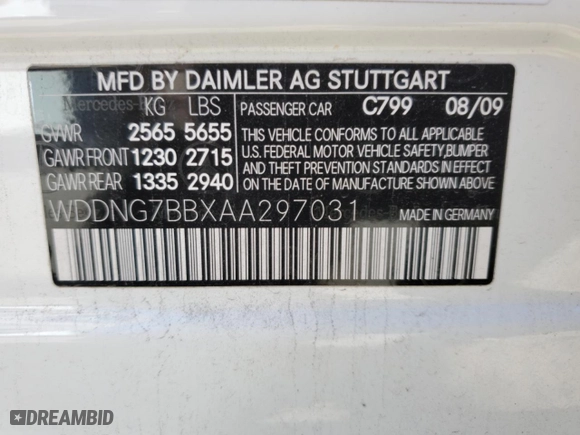 MFD BY DAIMLER AG STUTTGART
Mercedes-Benz
KG LBS PASSENGER CAR C799 08/09
GVWR 2565 5655
GAWR FRONT 1230 2715
GAWR REAR 1335 2940
THIS VEHICLE CONFORMS TO ALL APPLICABLE
U.S. FEDERAL MOTOR VEHICLE SAFETY, BUMPER,
AND THEFT PREVENTION STANDARDS IN EFFECT
ON THE DATE OF MANUFACTURE SHOWN ABOVE.
WDDNG7BBXAA297031 MADE IN GERMANY
DREAMBID